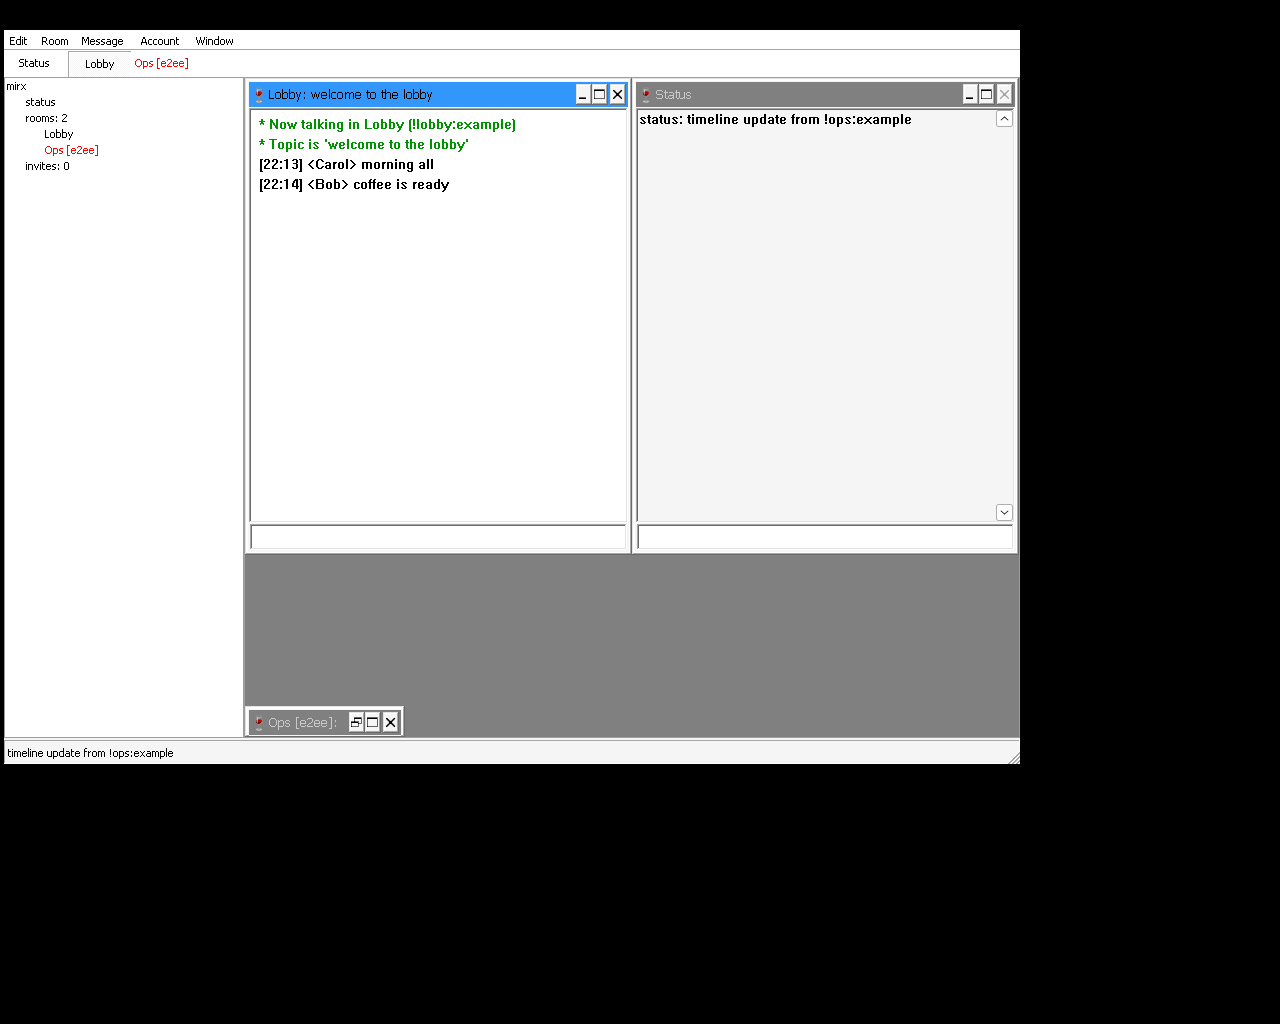 Edit Room Message Account Window
Status Lobby Ops [e2ee]
mirx
status
rooms: 2
Lobby
Ops [e2ee]
invites: 0
Lobby: welcome to the lobby
* Now talking in Lobby (!lobby:example)
* Topic is 'welcome to the lobby'
[22:13] <Carol> morning all
[22:14] <Bob> coffee is ready
Status
status: timeline update from !ops:example
Ops [e2ee]:
timeline update from !ops:example